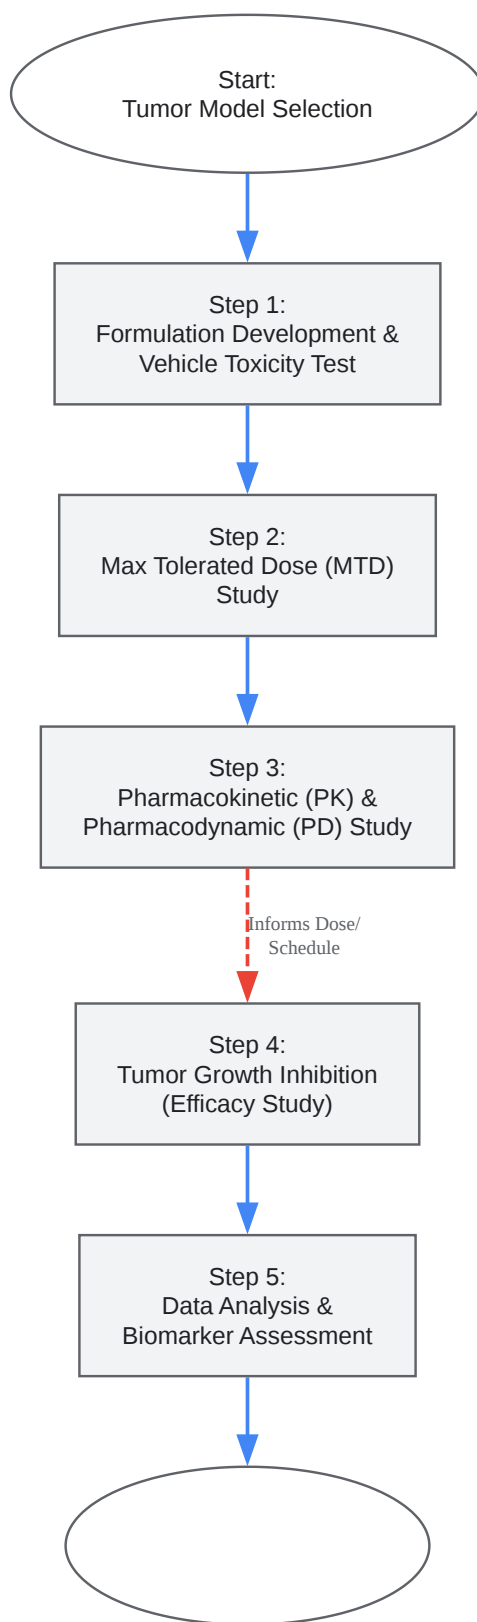 Start:
Tumor Model Selection
Step 1:
Formulation Development &
Vehicle Toxicity Test
Step 2:
Max Tolerated Dose (MTD)
Study
Step 3:
Pharmacokinetic (PK) &
Pharmacodynamic (PD) Study
Informs Dose/
Schedule
Step 4:
Tumor Growth Inhibition
(Efficacy Study)
Step 5:
Data Analysis &
Biomarker Assessment